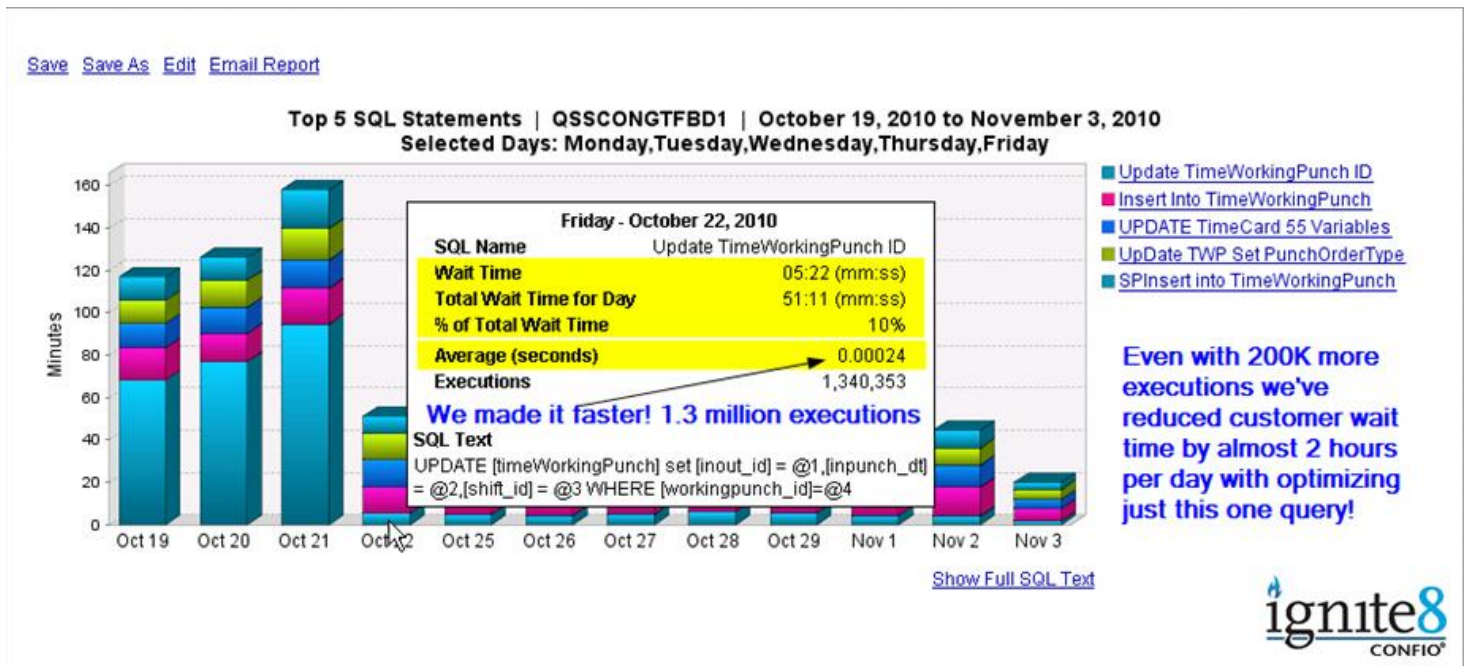 Save Save As Edit Email Report
Top 5 SQL Statements | QSSCONGTFBD1 | October 19, 2010 to November 3, 2010
Selected Days: Monday,Tuesday,Wednesday,Thursday,Friday
Minutes
160
140
120
100
80
60
40
20
0
Oct 19 Oct 20 Oct 21 Oct 2 Oct 25 Oct 26 Oct 27 Oct 28 Oct 29 Nov 1 Nov 2 Nov 3
Friday - October 22, 2010
SQL Name Update TimeWorkingPunch ID
Wait Time 05:22 (mm:ss)
Total Wait Time for Day 51:11 (mm:ss)
% of Total Wait Time 10%
Average (seconds) 0.00024
Executions 1,340,353
We made it faster! 1.3 million executions
SQL Text
UPDATE [timeWorkingPunch] set [inout_id] = @1,[inpunch_dt]
= @2,[shift_id] = @3 WHERE [workingpunch_id]=@4
Update TimeWorkingPunch ID
Insert Into TimeWorkingPunch
UPDATE TimeCard 55 Variables
UpDate TWP Set PunchOrderType
SPInsert into TimeWorkingPunch
Even with 200K more
executions we've
reduced customer wait
time by almost 2 hours
per day with optimizing
just this one query!
Show Full SQL Text
ignite8
CONFIO®